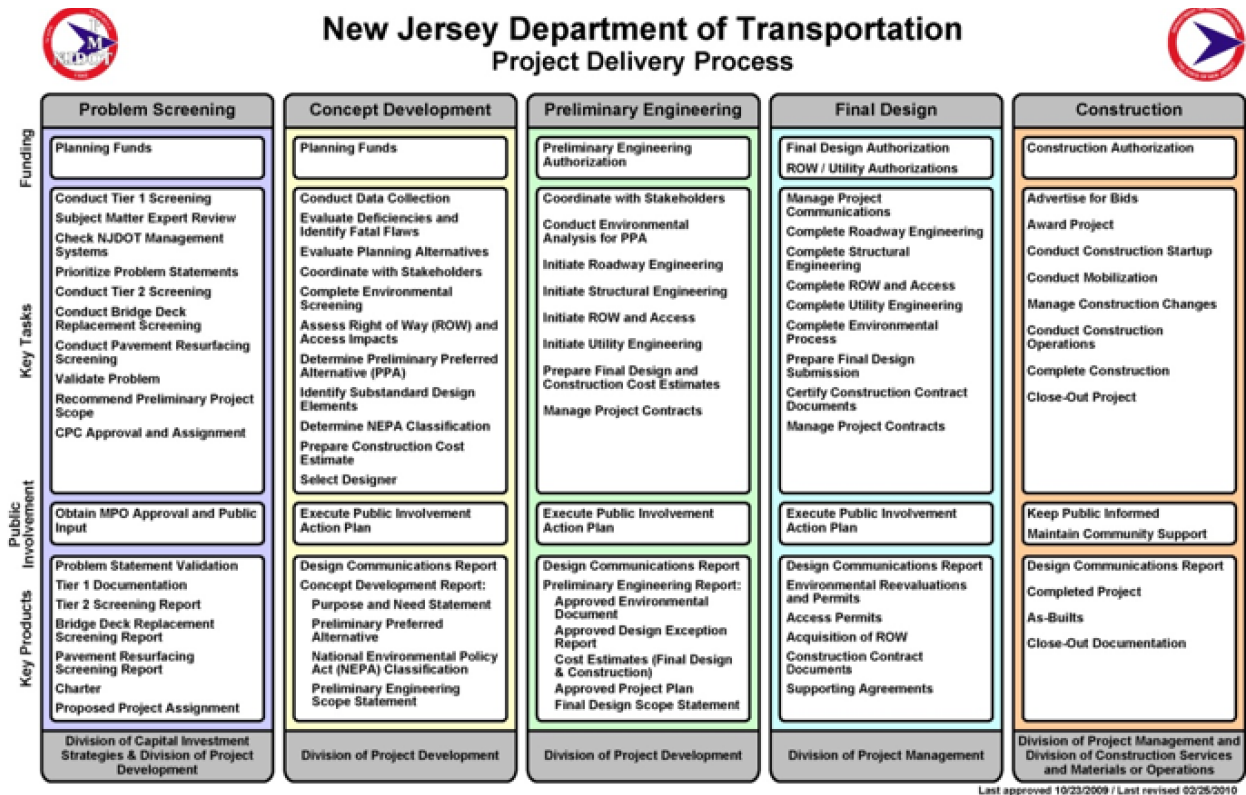 New Jersey Department of Transportation
Project Delivery Process
M
NJDOT
Problem Screening
Concept Development
Preliminary Engineering
Final Design
Construction
Funding
Planning Funds
Planning Funds
Preliminary Engineering
Authorization
Final Design Authorization
ROW / Utility Authorizations
Construction Authorization
Key Tasks
Conduct Tier 1 Screening
Subject Matter Expert Review
Check NJDOT Management
Systems
Prioritize Problem Statements
Conduct Tier 2 Screening
Conduct Bridge Deck
Replacement Screening
Conduct Pavement Resurfacing
Screening
Validate Problem
Recommend Preliminary Project
Scope
CPC Approval and Assignment
Conduct Data Collection
Evaluate Deficiencies and
Identify Fatal Flaws
Evaluate Planning Alternatives
Coordinate with Stakeholders
Complete Environmental
Screening
Assess Right of Way (ROW) and
Access Impacts
Determine Preliminary Preferred
Alternative (PPA)
Identify Substandard Design
Elements
Determine NEPA Classification
Prepare Construction Cost
Estimate
Select Designer
Coordinate with Stakeholders
Conduct Environmental
Analysis for PPA
Initiate Roadway Engineering
Initiate Structural Engineering
Initiate ROW and Access
Initiate Utility Engineering
Prepare Final Design and
Construction Cost Estimates
Manage Project Contracts
Manage Project
Communications
Complete Roadway Engineering
Complete Structural
Engineering
Complete ROW and Access
Complete Utility Engineering
Complete Environmental
Process
Prepare Final Design
Submission
Certify Construction Contract
Documents
Manage Project Contracts
Advertise for Bids
Award Project
Conduct Construction Startup
Conduct Mobilization
Manage Construction Changes
Conduct Construction
Operations
Complete Construction
Close-Out Project
Public
Involvement
Obtain MPO Approval and Public
Input
Execute Public Involvement
Action Plan
Execute Public Involvement
Action Plan
Execute Public Involvement
Action Plan
Keep Public Informed
Maintain Community Support
Key Products
Problem Statement Validation
Tier 1 Documentation
Tier 2 Screening Report
Bridge Deck Replacement
Screening Report
Pavement Resurfacing
Screening Report
Charter
Proposed Project Assignment
Design Communications Report
Concept Development Report:
Purpose and Need Statement
Preliminary Preferred
Alternative
National Environmental Policy
Act (NEPA) Classification
Preliminary Engineering
Scope Statement
Design Communications Report
Preliminary Engineering Report:
Approved Environmental
Document
Approved Design Exception
Report
Cost Estimates (Final Design
& Construction)
Approved Project Plan
Final Design Scope Statement
Design Communications Report
Environmental Reevaluations
and Permits
Access Permits
Acquisition of ROW
Construction Contract
Documents
Supporting Agreements
Design Communications Report
Completed Project
As-Builts
Close-Out Documentation
Division of Capital Investment
Strategies & Division of Project
Development
Division of Project Development
Division of Project Development
Division of Project Management
Division of Project Management and
Division of Construction Services
and Materials or Operations
Last approved 10/23/2009 / Last revised 02/25/2010